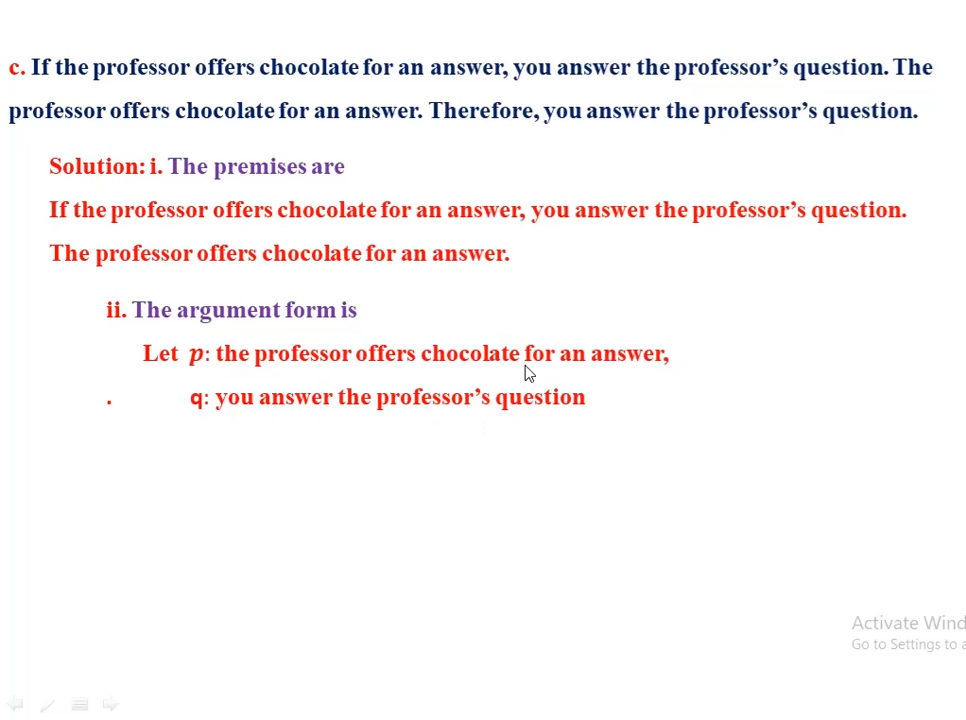 c. If the professor offers chocolate for an answer, you answer the professor’s question. The
professor offers chocolate for an answer. Therefore, you answer the professor’s question.
Solution: i. The premises are
If the professor offers chocolate for an answer, you answer the professor’s question.
The professor offers chocolate for an answer.
ii. The argument form is
Let p: the professor offers chocolate for an answer,
. q: you answer the professor’s question
Activate Wind
Go to Settings to a